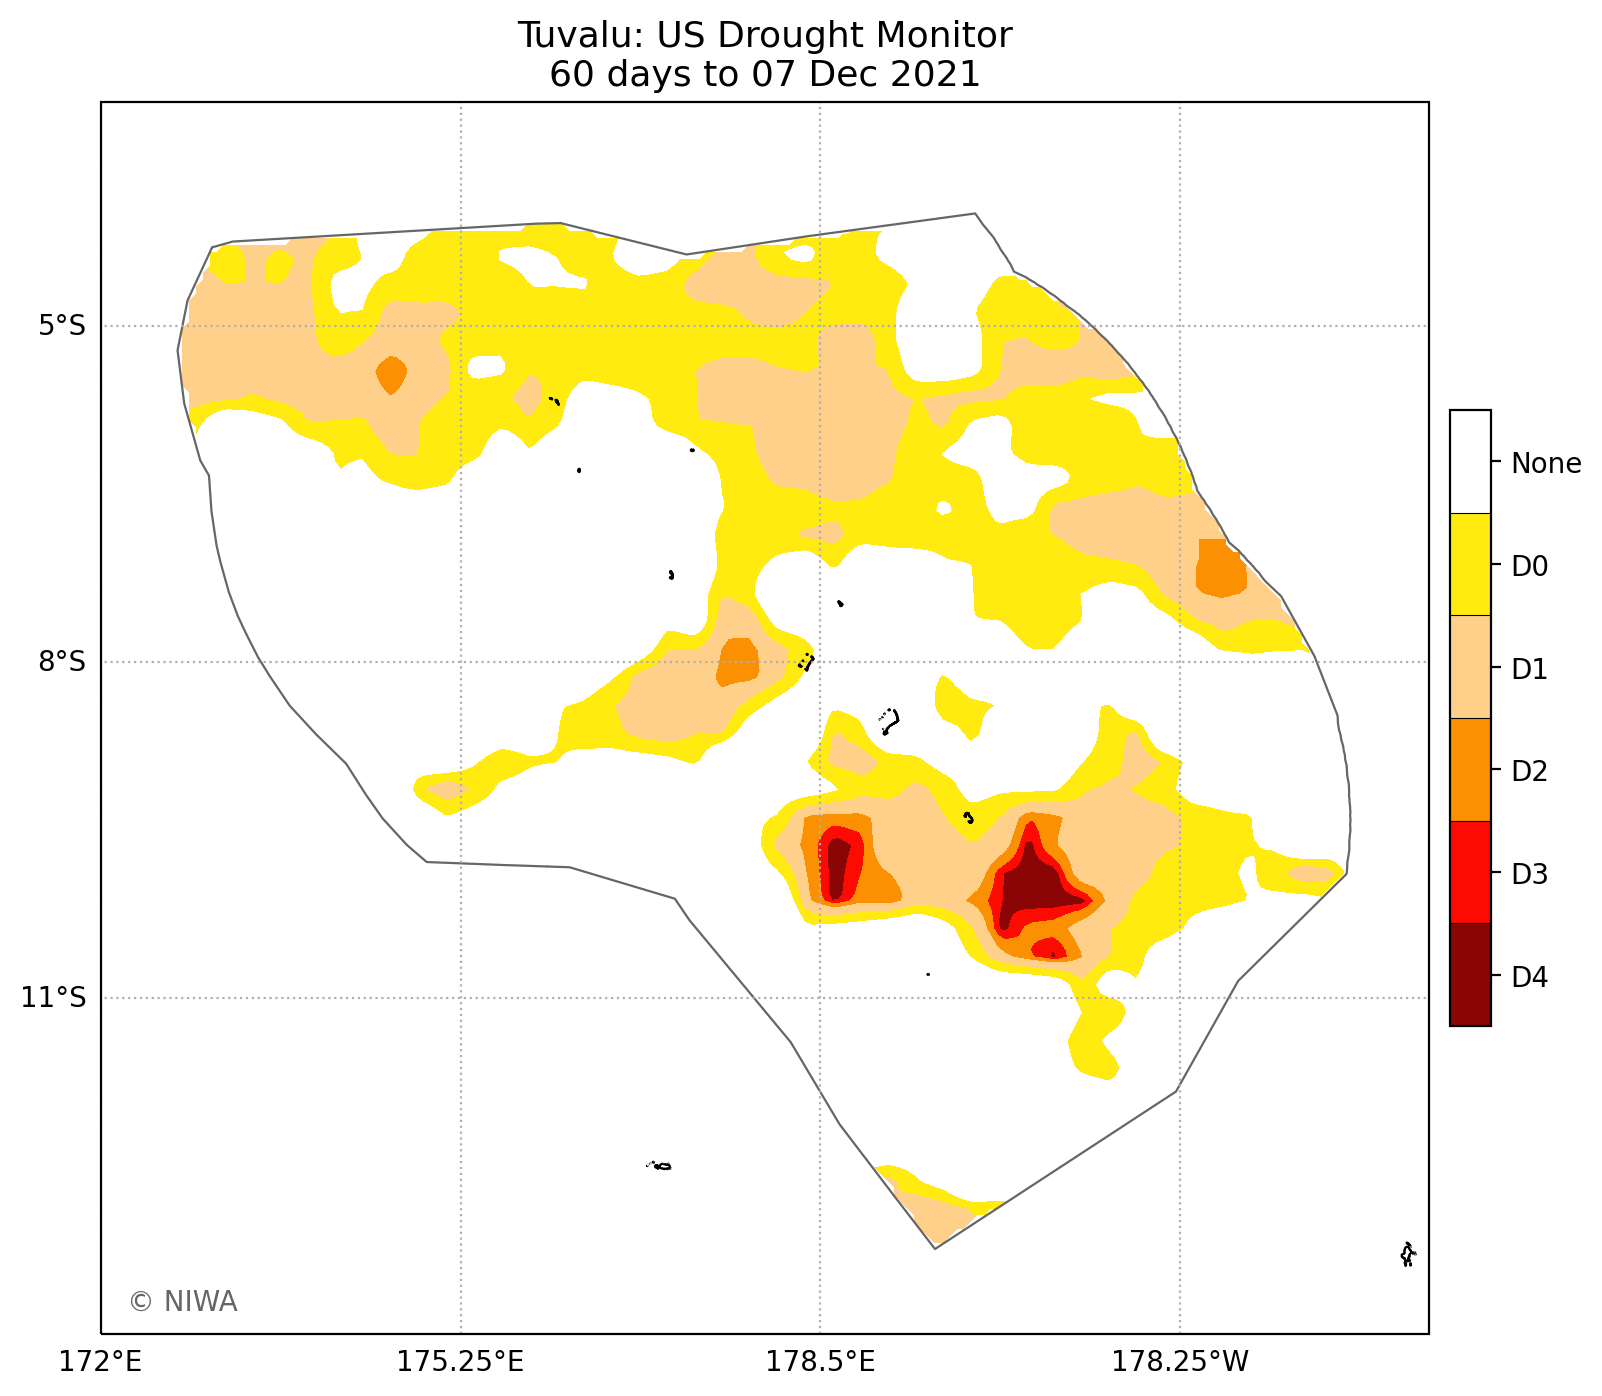 Tuvalu: US Drought Monitor
60 days to 07 Dec 2021
5°S
8°S
11°S
172°E
175.25°E
178.5°E
178.25°W
None
D0
D1
D2
D3
D4
© NIWA